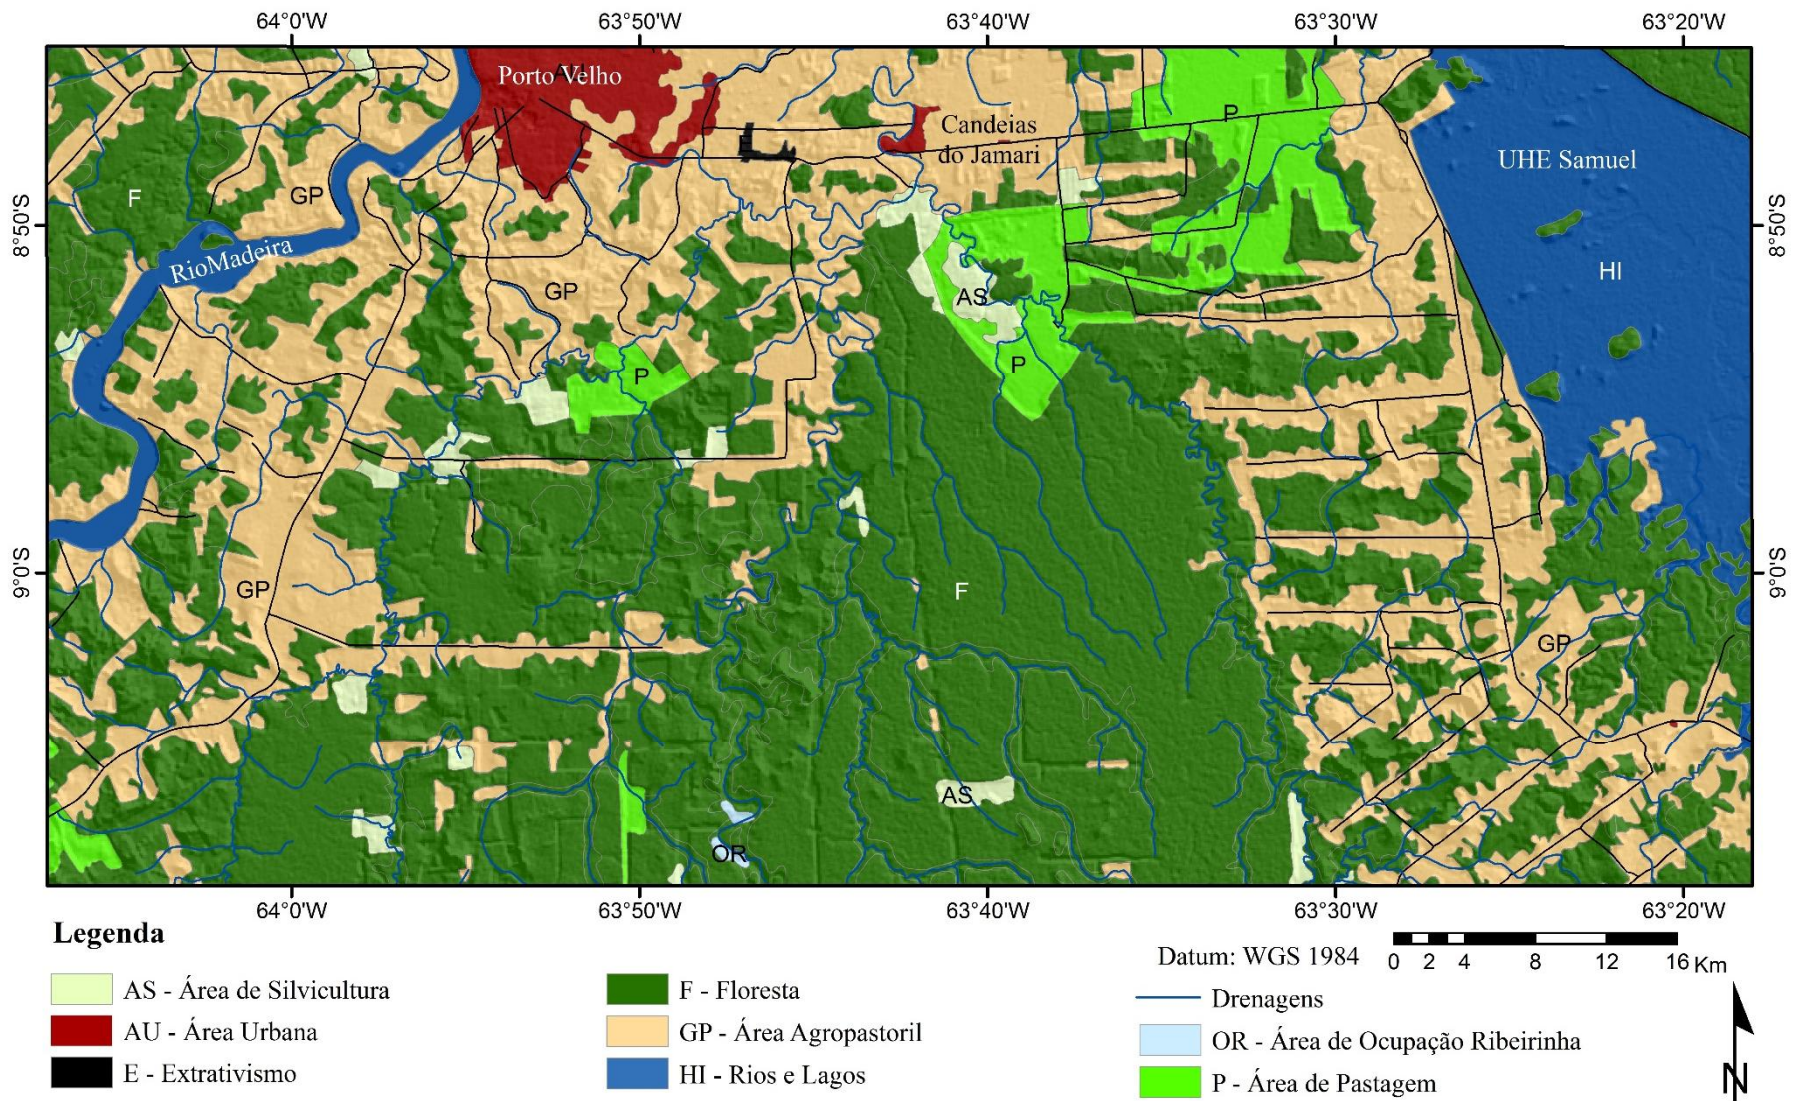 64°0'W 63°50'W 63°40'W 63°30'W 63°20'W
Porto Velho
AU
P
Candeias
do Jamari
UHE Samuel
F
GP
8°50'S
8°50'S
RioMadeira
HI
GP
AS
P
P
9°0'S
9°0'S
GP
F
GP
AS
OR
64°0'W 63°50'W 63°40'W 63°30'W 63°20'W
Legenda
AS - Área de Silvicultura
AU - Área Urbana
E - Extrativismo
F - Floresta
GP - Área Agropastoril
HI - Rios e Lagos
Datum: WGS 1984
0 2 4 8 12 16 Km
Drenagens
OR - Área de Ocupação Ribeirinha
P - Área de Pastagem
N